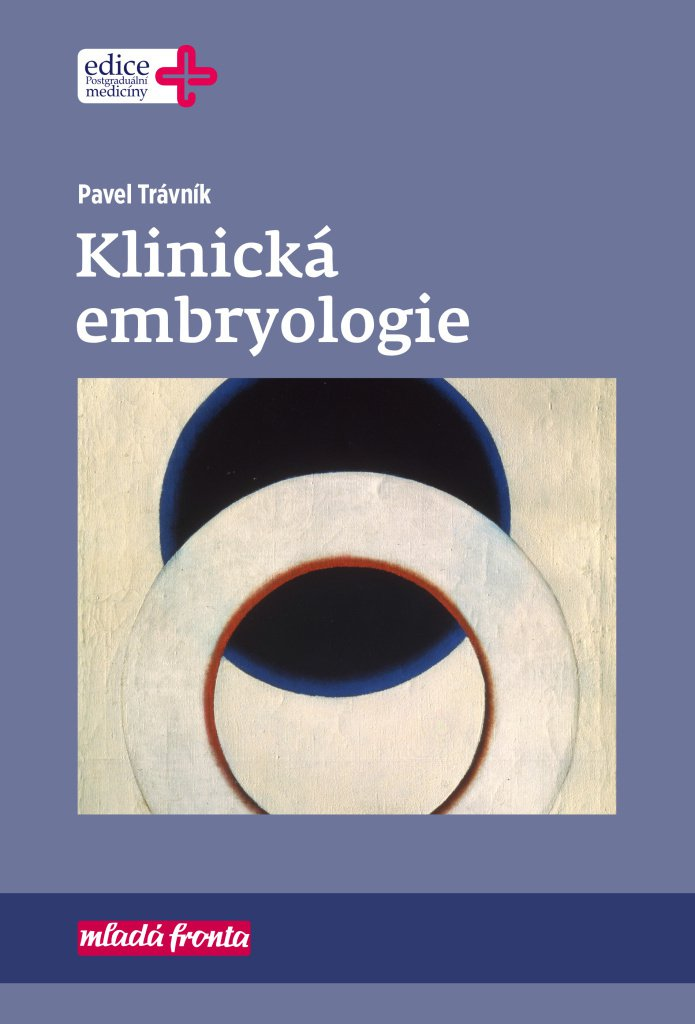 edice
Postgraduální
medicíny
Pavel Trávník
Klinická
embryologie
mladá fronta